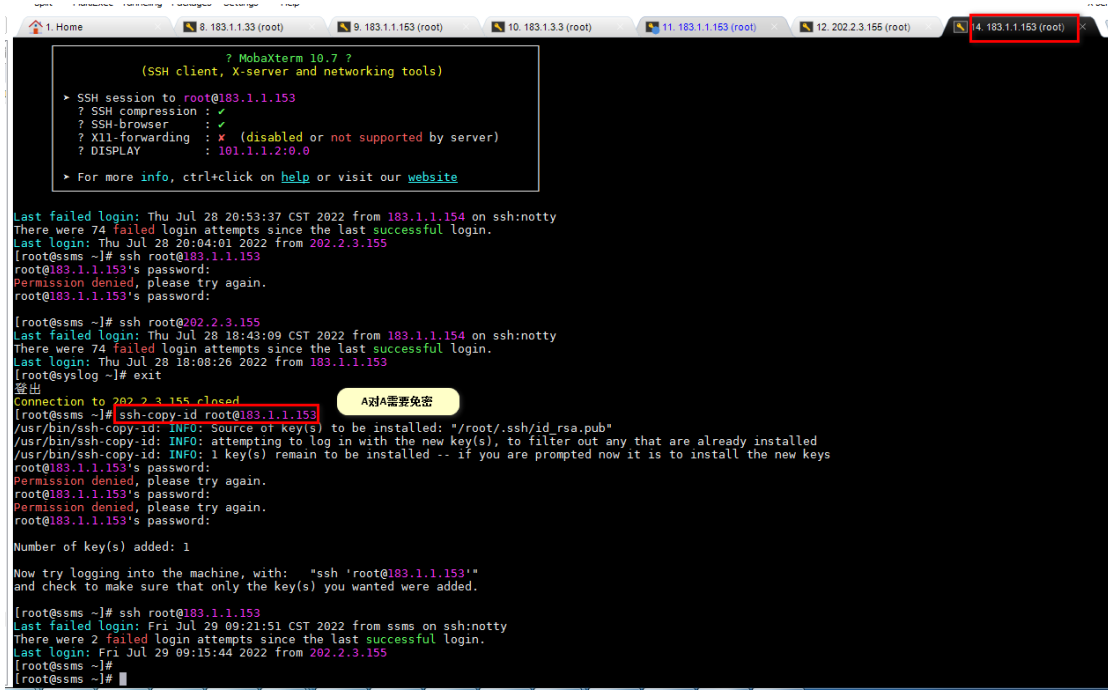 1. Home
8. 183.1.1.33 (root)
9. 183.1.1.153 (root)
10. 183.1.3.3 (root)
11. 183.1.1.153 (root)
12. 202.2.3.155 (root)
14. 183.1.1.153 (root)
? MobaXterm 10.7 ?
(SSH client, X-server and networking tools)
➤ SSH session to root@183.1.1.153
? SSH compression : ✔
? SSH-browser : ✔
? X11-forwarding : ✘ (disabled or not supported by server)
? DISPLAY : 101.1.1.2:0.0
➤ For more info, ctrl+click on help or visit our website
Last failed login: Thu Jul 28 20:53:37 CST 2022 from 183.1.1.154 on ssh:notty
There were 74 failed login attempts since the last successful login.
Last login: Thu Jul 28 20:04:01 2022 from 202.2.3.155
[root@ssms ~]# ssh root@183.1.1.153
root@183.1.1.153's password:
Permission denied, please try again.
root@183.1.1.153's password:
[root@ssms ~]# ssh root@202.2.3.155
Last failed login: Thu Jul 28 18:43:09 CST 2022 from 183.1.1.154 on ssh:notty
There were 74 failed login attempts since the last successful login.
Last login: Thu Jul 28 18:08:26 2022 from 183.1.1.153
[root@syslog ~]# exit
登出
Connection to 202.2.3.155 closed
A对A需要免密
[root@ssms ~]# ssh-copy-id root@183.1.1.153
/usr/bin/ssh-copy-id: INFO: Source of key(s) to be installed: "/root/.ssh/id_rsa.pub"
/usr/bin/ssh-copy-id: INFO: attempting to log in with the new key(s), to filter out any that are already installed
/usr/bin/ssh-copy-id: INFO: 1 key(s) remain to be installed -- if you are prompted now it is to install the new keys
root@183.1.1.153's password:
Permission denied, please try again.
root@183.1.1.153's password:
Permission denied, please try again.
root@183.1.1.153's password:
Number of key(s) added: 1
Now try logging into the machine, with:   "ssh 'root@183.1.1.153'"
and check to make sure that only the key(s) you wanted were added.
[root@ssms ~]# ssh root@183.1.1.153
Last failed login: Fri Jul 29 09:21:51 CST 2022 from ssms on ssh:notty
There were 2 failed login attempts since the last successful login.
Last login: Fri Jul 29 09:15:44 2022 from 202.2.3.155
[root@ssms ~]#
[root@ssms ~]#